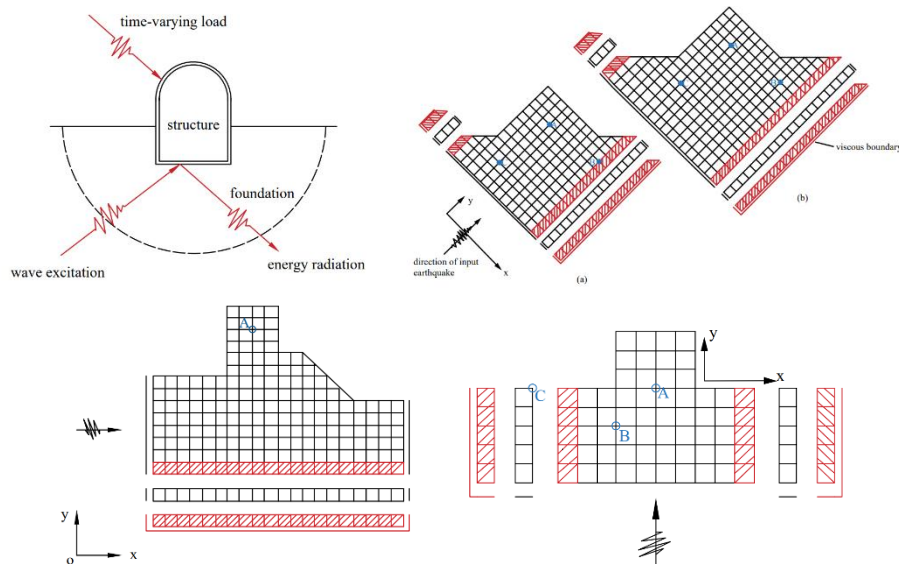 time-varying load
structure
foundation
wave excitation
energy radiation
A
B
y
x
direction of input
earthquake
(a)
A
B
viscous boundary
(b)
A
y
o
x
y
x
C
A
B